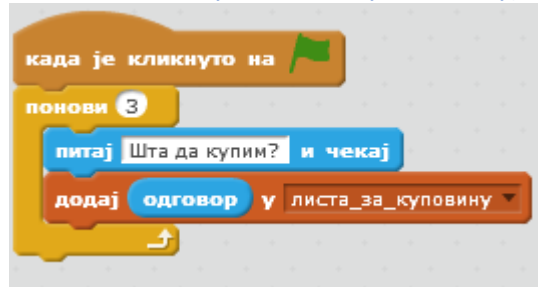 када је кликнуто на
понови 3
питај Шта да купим? и чекај
додај одговор у листа_за_куповину